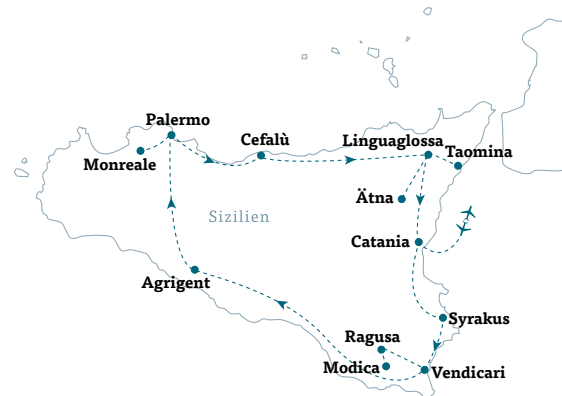 Palermo
Cefalù
Linguaglossa
Taomina
Monreale
Ätna
Sizilien
Catania
Agrigent
Syrakus
Ragusa
Modica
Vendicari